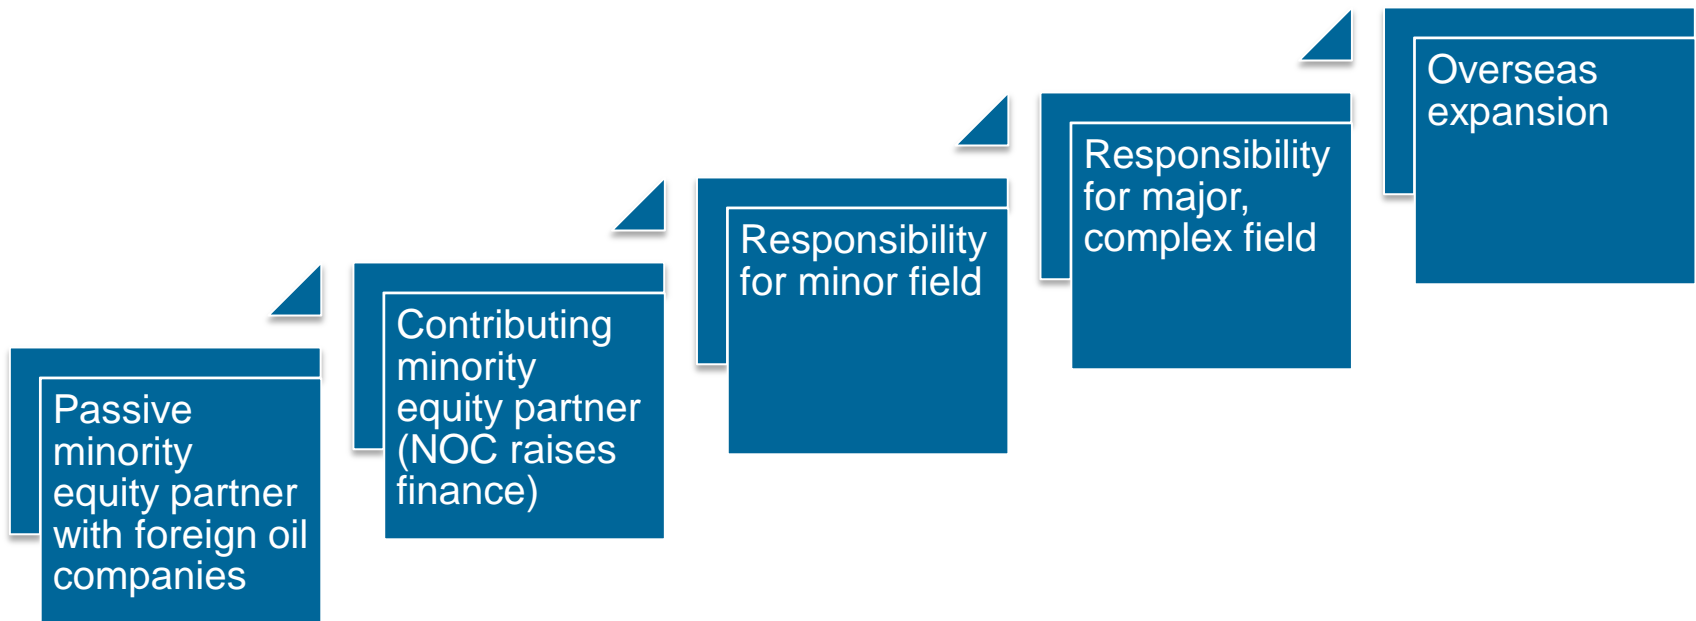 Passive
minority
equity partner
with foreign oil
companies
Contributing
minority
equity partner
(NOC raises
finance)
Responsibility
for minor field
Responsibility
for major,
complex field
Overseas
expansion